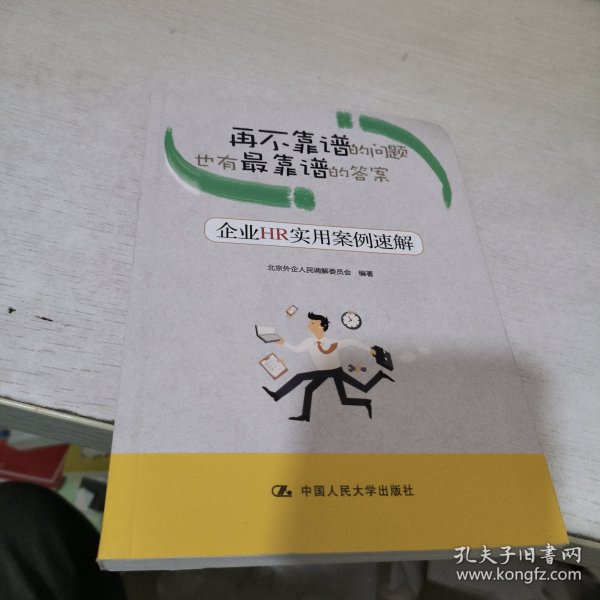 再不靠谱的问题
也有最靠谱的答案
企业HR实用案例速解
北京外企人民调解委员会 编著
中国人民大学出版社
孔夫子旧书网
www.kongfz.com